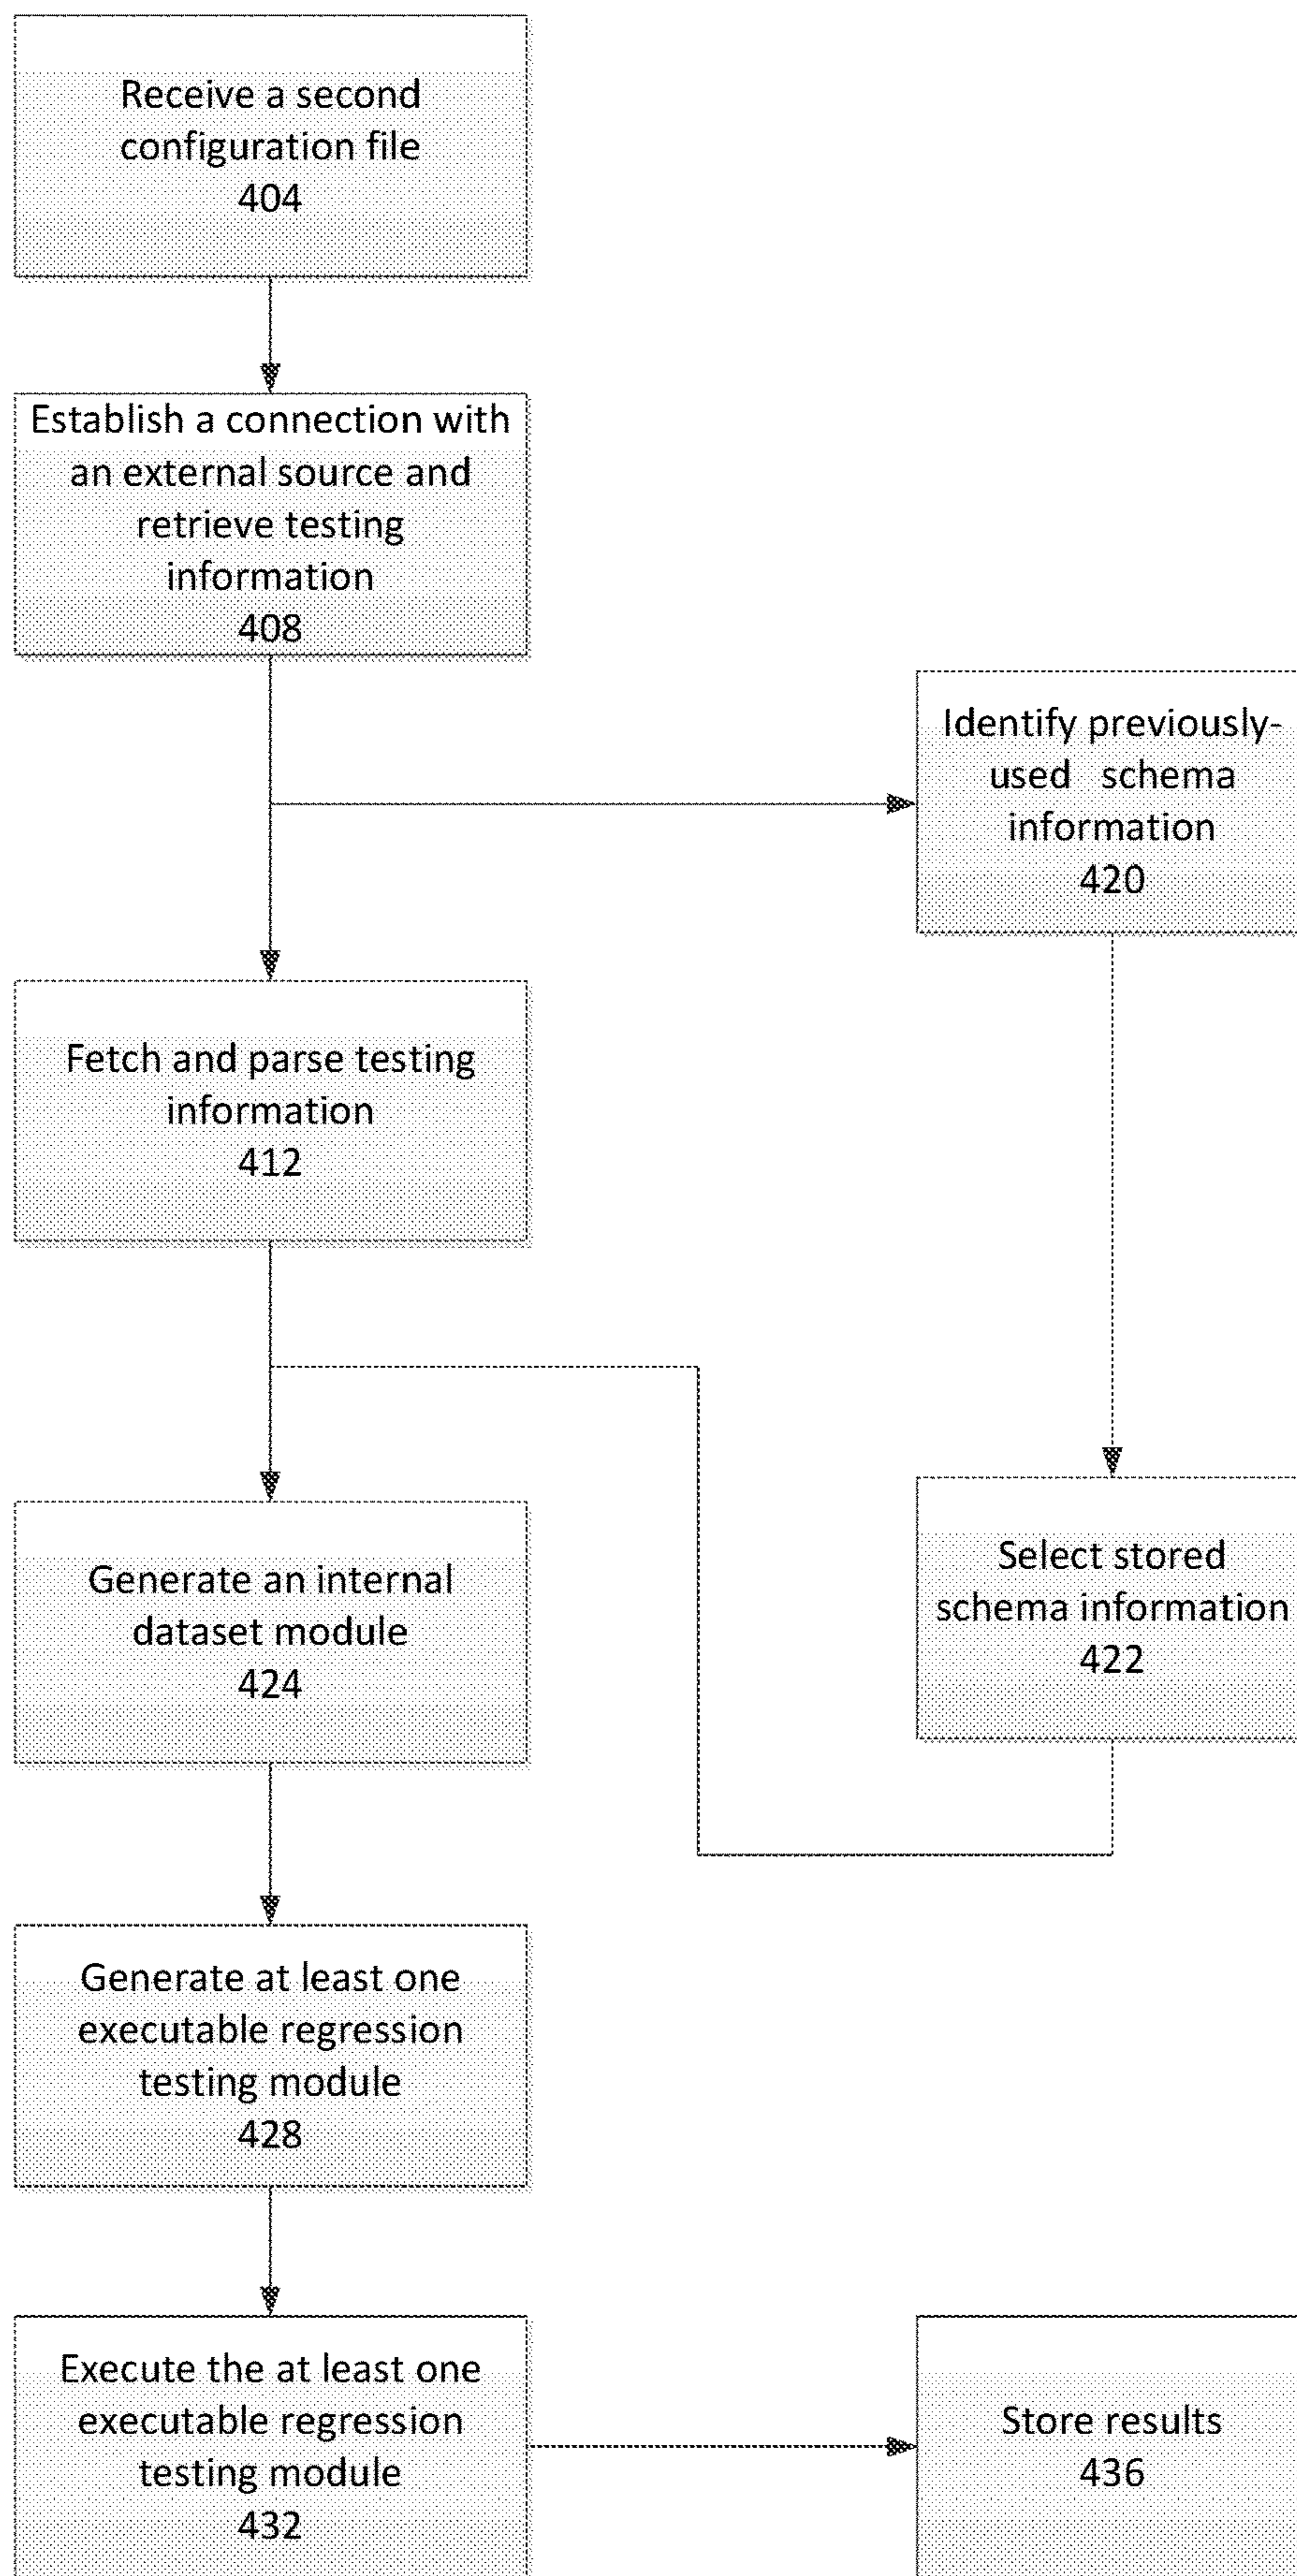 Receive a second
configuration file
404
Establish a connection with
an external source and
retrieve testing
information
408
Identify previously-
used schema
information
420
Fetch and parse testing
information
412
Generate an internal
dataset module
424
Select stored
schema information
422
Generate at least one
executable regression
testing module
428
Execute the at least one
executable regression
testing module
432
Store results
436